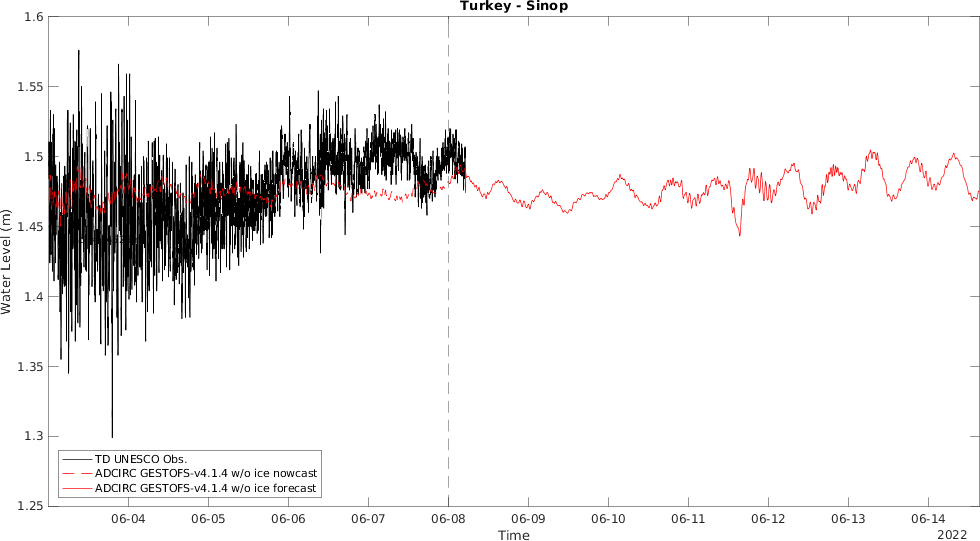 Turkey - Sinop
1.6
1.55
1.5
1.45
1.4
1.35
1.3
1.25
Water Level (m)
TD UNESCO Obs.
ADCIRC GESTOFS-v4.1.4 w/o ice nowcast
ADCIRC GESTOFS-v4.1.4 w/o ice forecast
06-04 06-05 06-06 06-07 06-08 06-09 06-10 06-11 06-12 06-13 06-14
Time
2022